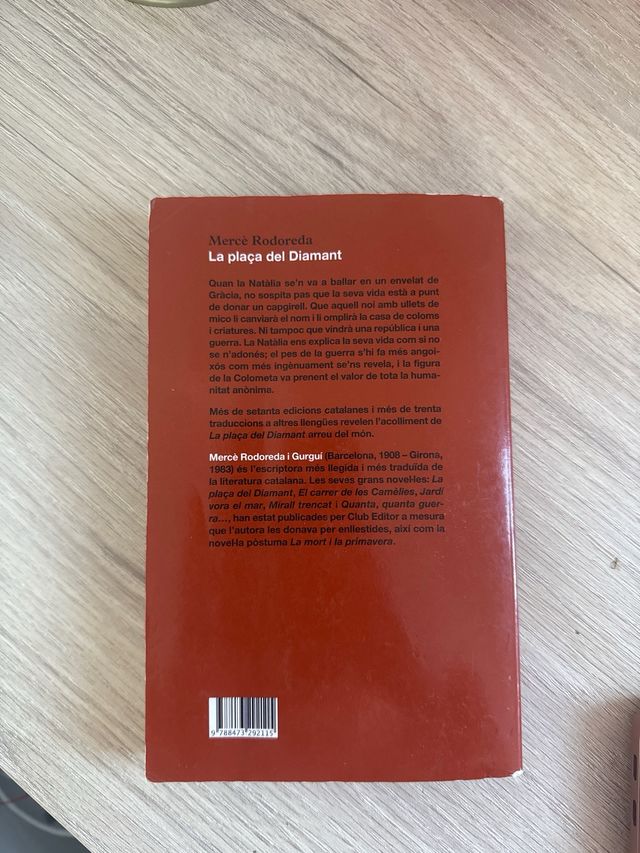 Mercè Rodoreda
La plaça del Diamant
Quan la Natàlia se'n va a ballar en un envelat de
Gràcia, no sospita pas que la seva vida està a punt
de donar un capgirell. Que aquell noi amb ullets de
mico li canviarà el nom i li omplirà la casa de coloms
i criatures. Ni tampoc que vindrà una república i una
guerra. La Natàlia ens explica la seva vida com si no
se n'adonés; el pes de la guerra s'hi fa més angoi-
xós com més ingènuament se'ns revela, i la figura
de la Colometa va prenent el valor de tota la huma-
nitat anònima.
Més de setanta edicions catalanes i més de trenta
traduccions a altres llengües revelen l'acolliment de
La plaça del Diamant arreu del món.
Mercè Rodoreda i Gurguí (Barcelona, 1908 – Girona,
1983) és l'escriptora més llegida i més traduïda de
la literatura catalana. Les seves grans novel·les: La
plaça del Diamant, El carrer de les Camèlies, Jardí
vora el mar, Mirall trencat i Quanta, quanta guer-
ra..., han estat publicades per Club Editor a mesura
que l'autora les donava per enllestides, així com la
novel·la pòstuma La mort i la primavera.
9 788473 292115